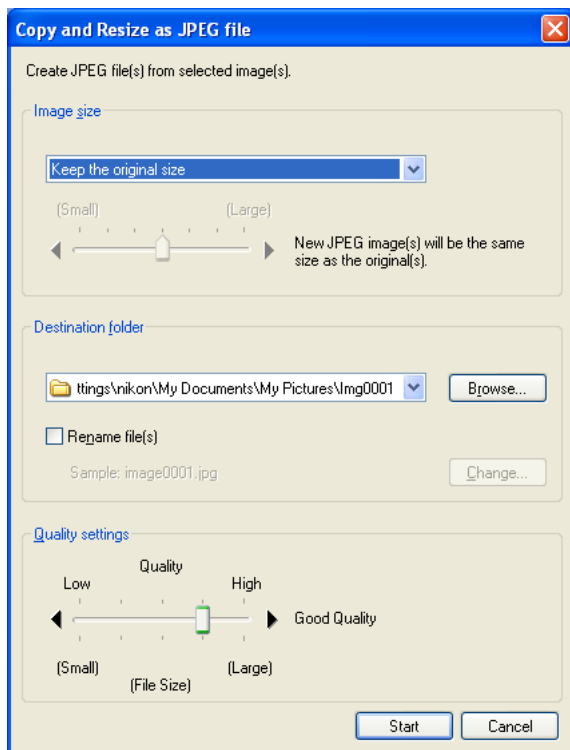 Copy and Resize as JPEG file
Create JPEG file(s) from selected image(s).
Image size
Keep the original size
(Small) (Large)
New JPEG image(s) will be the same
size as the original(s).
Destination folder
ttings\nikon\My Documents\My Pictures\Img0001
Browse...
Rename file(s)
Sample: image0001.jpg
Change...
Quality settings
Quality
Low High
Good Quality
(Small) (Large)
(File Size)
Start Cancel